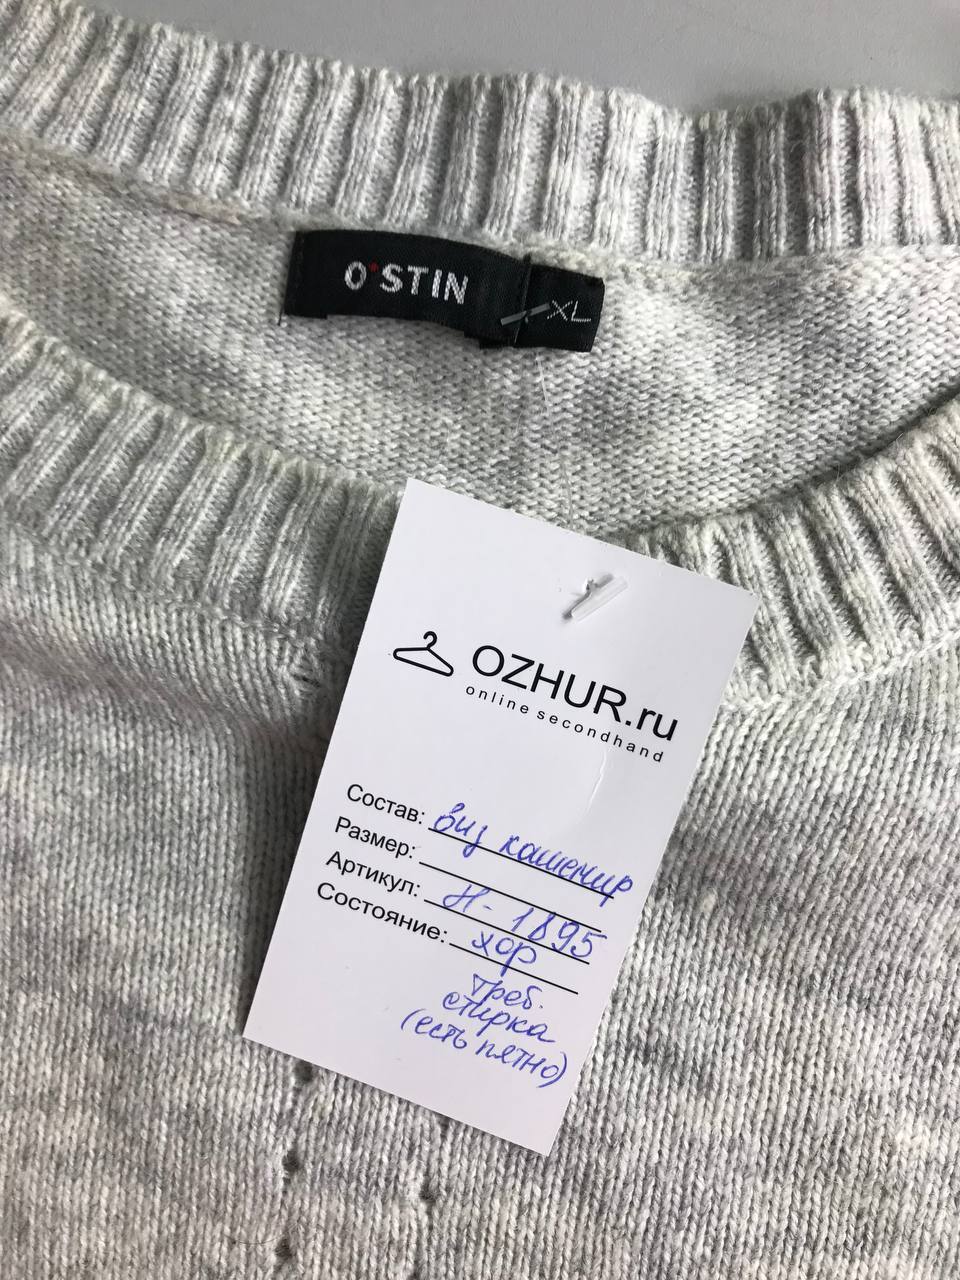 O'STIN
XL
OZHUR.ru
online secondhand
Состав: виз кашемир
Размер:
Артикул: Н-1895
Состояние: хор
треб.
стирка
(есть пятно)